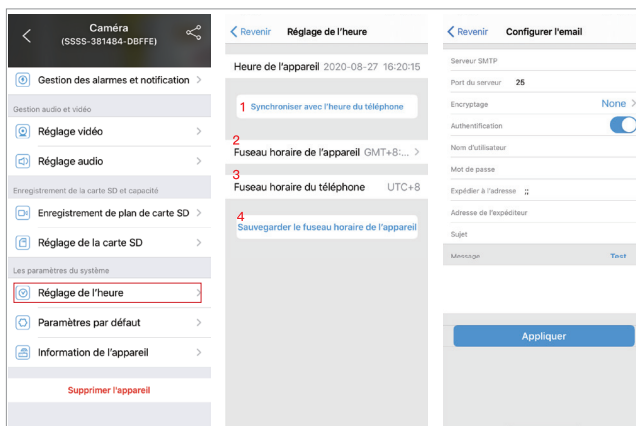 Caméra
(SSSS-381484-DBFFE)
Gestion des alarmes et notification
Gestion audio et vidéo
Réglage vidéo
Réglage audio
Enregistrement de la carte SD et capacité
Enregistrement de plan de carte SD
Réglage de la carte SD
Les paramètres du système
Réglage de l'heure
Paramètres par défaut
Information de l'appareil
Supprimer l'appareil
Revenir Réglage de l'heure
Heure de l'appareil 2020-08-27 16:20:15
1 Synchroniser avec l'heure du téléphone
2
Fuseau horaire de l'appareil GMT+8:...
3
Fuseau horaire du téléphone UTC+8
4
Sauvegarder le fuseau horaire de l'appareil
Revenir Configurer l'email
Serveur SMTP
Port du serveur 25
Encryptage None
Authentification
Nom d'utilisateur
Mot de passe
Expédier à l'adresse ;;
Adresse de l'expéditeur
Sujet
Message Test
Appliquer